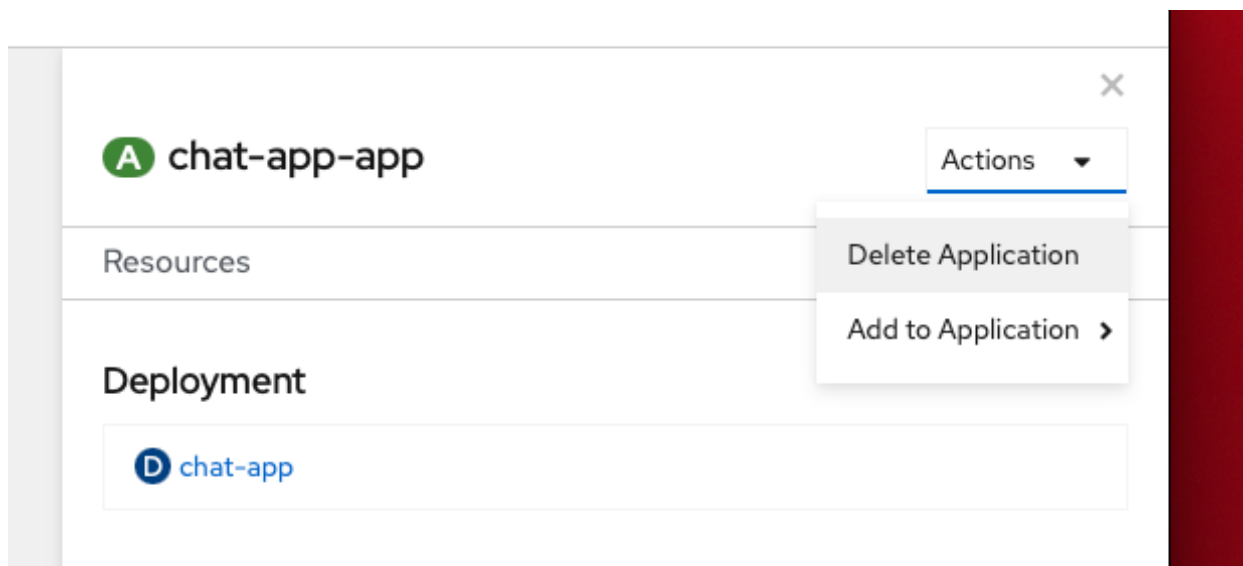 A chat-app-app
Actions
Resources
Delete Application
Add to Application
Deployment
D chat-app